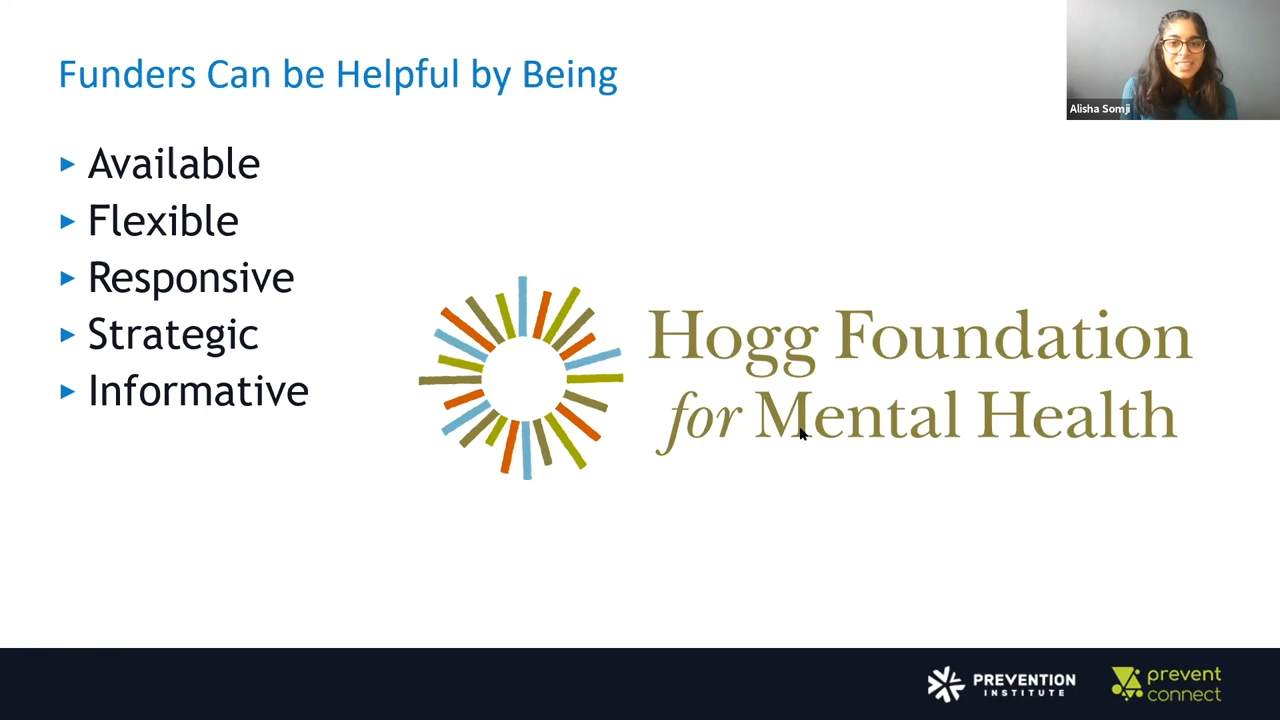 Funders Can be Helpful by Being
Alisha Somji
Available
Flexible
Responsive
Strategic
Informative
Hogg Foundation
for Mental Health
PREVENTION
INSTITUTE
prevent
connect